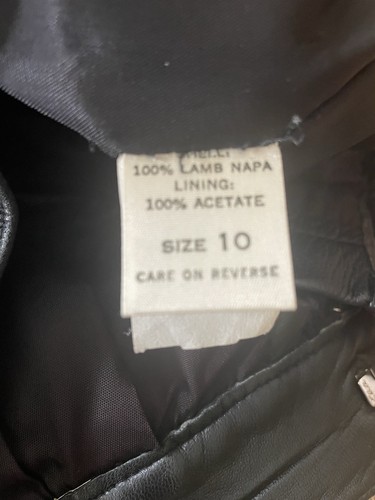 100% LAMB NAPA
LINING:
100% ACETATE
SIZE 10
CARE ON REVERSE